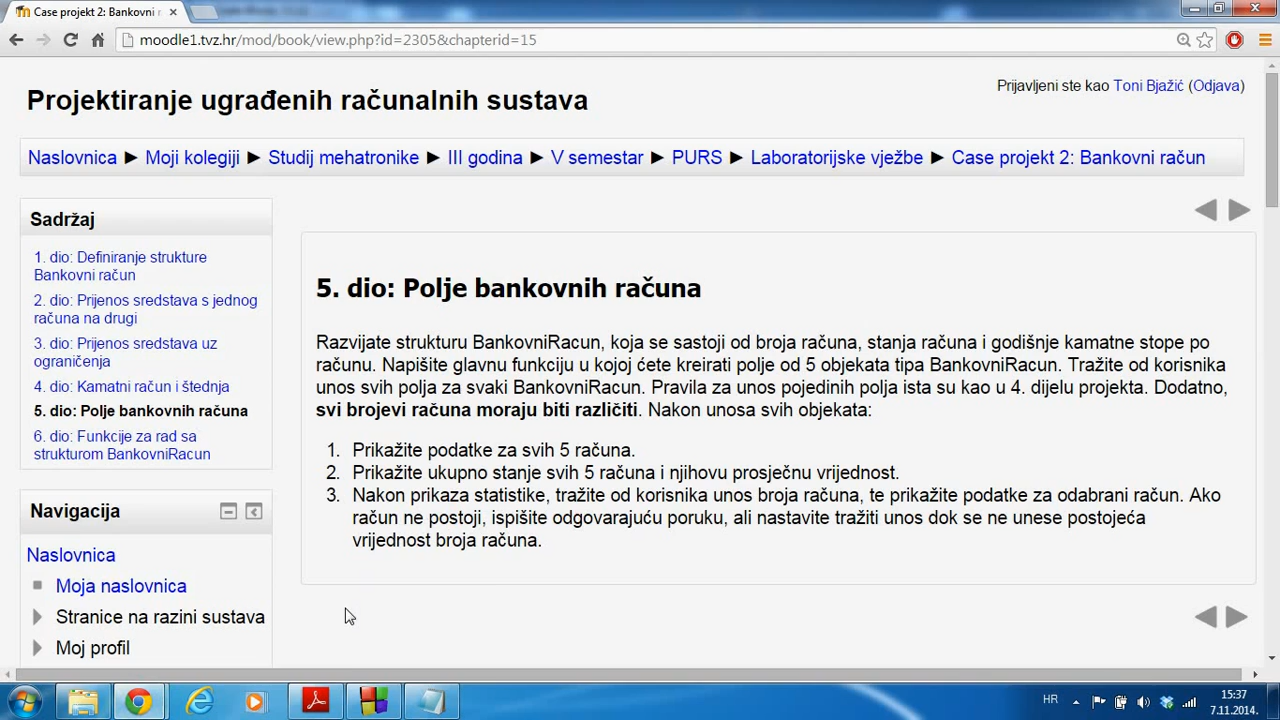 Case projekt 2: Bankovni r
moodle1.tvz.hr/mod/book/view.php?id=2305&chapterid=15
Prijavljeni ste kao Toni Bjažić (Odjava)
Projektiranje ugrađenih računalnih sustava
Naslovnica ► Moji kolegiji ► Studij mehatronike ► III godina ► V semestar ► PURS ► Laboratorijske vježbe ► Case projekt 2: Bankovni račun
Sadržaj
1. dio: Definiranje strukture
Bankovni račun
2. dio: Prijenos sredstava s jednog
računa na drugi
3. dio: Prijenos sredstava uz
ograničenja
4. dio: Kamatni račun i štednja
5. dio: Polje bankovnih računa
6. dio: Funkcije za rad sa
strukturom BankovniRacun
Navigacija
Naslovnica
Moja naslovnica
Stranice na razini sustava
Moj profil
5. dio: Polje bankovnih računa
Razvijate strukturu BankovniRacun, koja se sastoji od broja računa, stanja računa i godišnje kamatne stope po
računu. Napišite glavnu funkciju u kojoj ćete kreirati polje od 5 objekata tipa BankovniRacun. Tražite od korisnika
unos svih polja za svaki BankovniRacun. Pravila za unos pojedinih polja ista su kao u 4. dijelu projekta. Dodatno,
svi brojevi računa moraju biti različiti. Nakon unosa svih objekata:
1. Prikažite podatke za svih 5 računa.
2. Prikažite ukupno stanje svih 5 računa i njihovu prosječnu vrijednost.
3. Nakon prikaza statistike, tražite od korisnika unos broja računa, te prikažite podatke za odabrani račun. Ako
račun ne postoji, ispišite odgovarajuću poruku, ali nastavite tražiti unos dok se ne unese postojeća
vrijednost broja računa.
HR
15:37
7.11.2014.